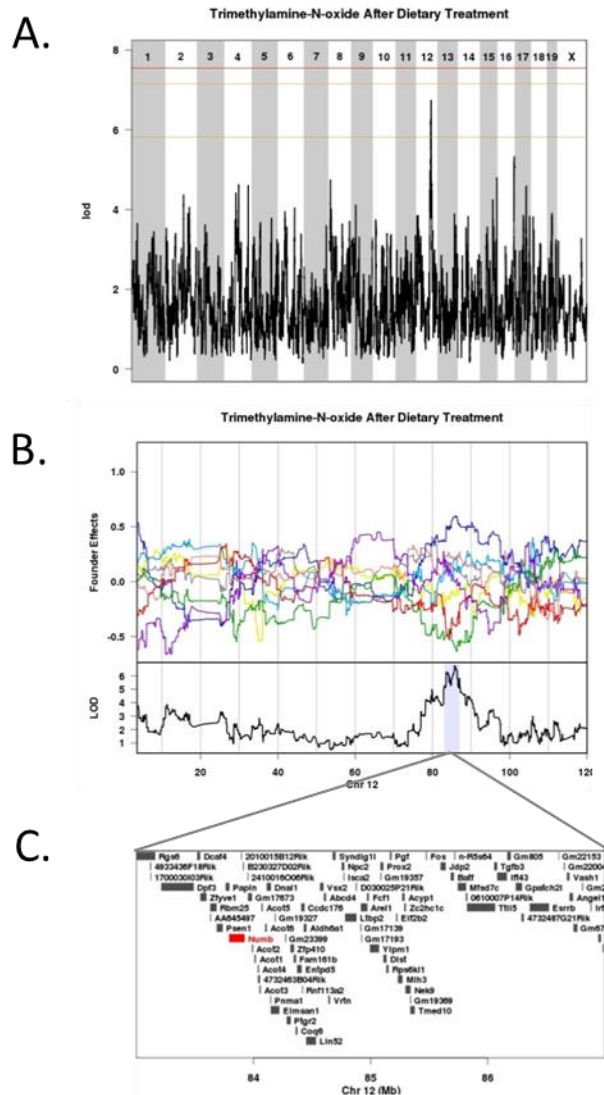 A.
Trimethylamine-N-oxide After Dietary Treatment
8
1 2 3 4 5 6 7 8 9 10 11 12 13 14 15 16 17 18 19 X
6
lod
4
2
0
B.
Trimethylamine-N-oxide After Dietary Treatment
1.0
0.5
Founder Effects
0.0
-0.5
6
5
4
LOD
3
2
1
20 40 60 80 100 120
Chr 12
C.
Rgs6 Dcaf4 2010015B12Rik Syndig1l Pgf Fos n-R5s64 Gm805 Gm22153
4933436F18Rik B230327D02Rik Npc2 Prox2 Jdp2 Tgfb3
1700030I03Rik 2410016O06Rik Isca2 Gm19357 Batf Ift43 Vash1
Dpf3 Papln Dnal1 Vsx2 D030025P21Rik Mfsd7c Gpatch2l
Zfyve1 Gm17673 Abcd4 Fcf1 Acyp1 0610007P14Rik
Rbm25 Acot5 Ccdc176 Arel1 Zc2hc1c Ttll5 Esrrb
AA645497 Gm19327 Ltbp2 Eif2b2 4732487G21Rik
Psen1 Acot6 Aldh6a1 Gm17139
Numb Gm23399 Gm17193
Acot2 Zfp410 Ylpm1
Acot1 Fam161b Dlst
Acot4 Entpd5 Rps6kl1
4732463B04Rik Mlh3
Acot3 Rnf113a2 Nek9
Pnma1 Vrtn Gm19369
Elmsan1 Tmed10
Ptgr2
Coq6
Lin52
84 85 86
Chr 12 (Mb)